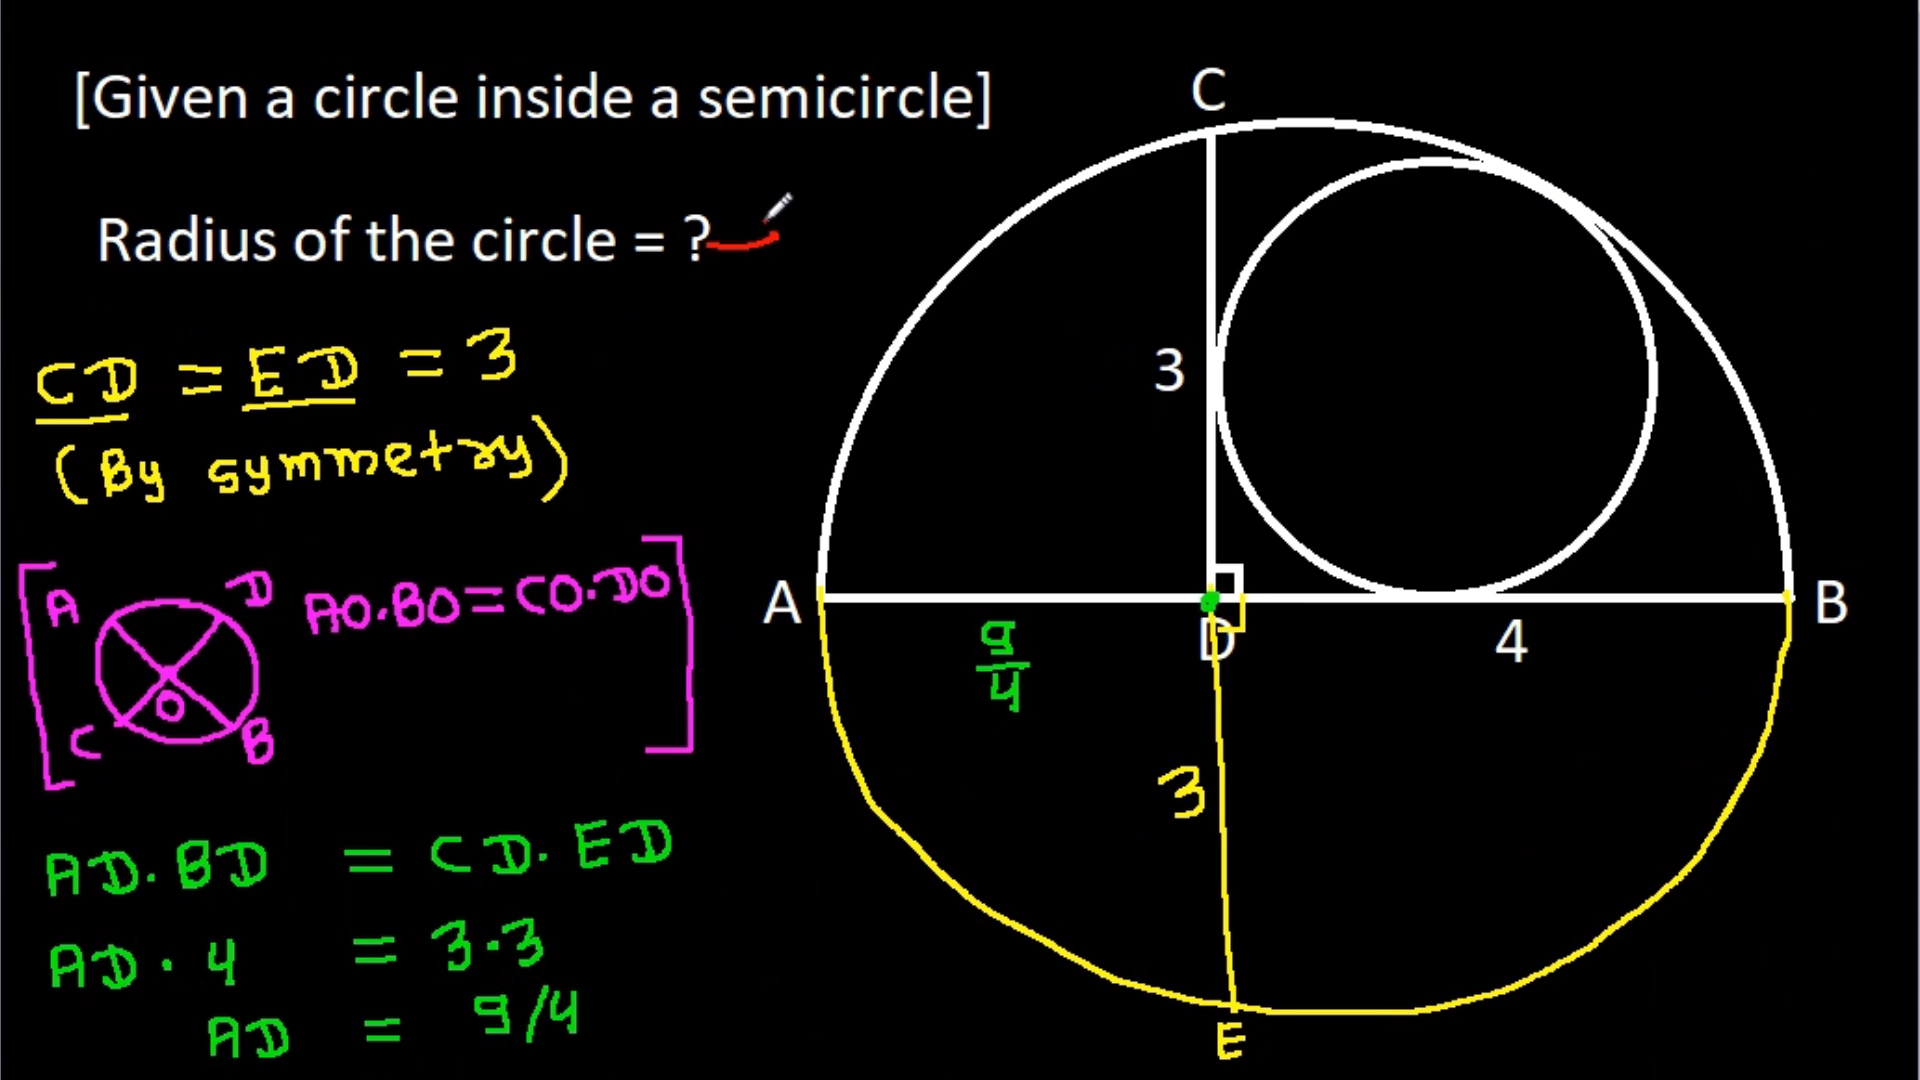 [Given a circle inside a semicircle]
Radius of the circle = ?
CD = ED = 3
(By symmetry)
A D AO.BO=CO.DO
O
C B
AD.BD = CD.ED
AD.4 = 3.3
AD = 9/4
C
3
A B
D 4
9/4
3
E